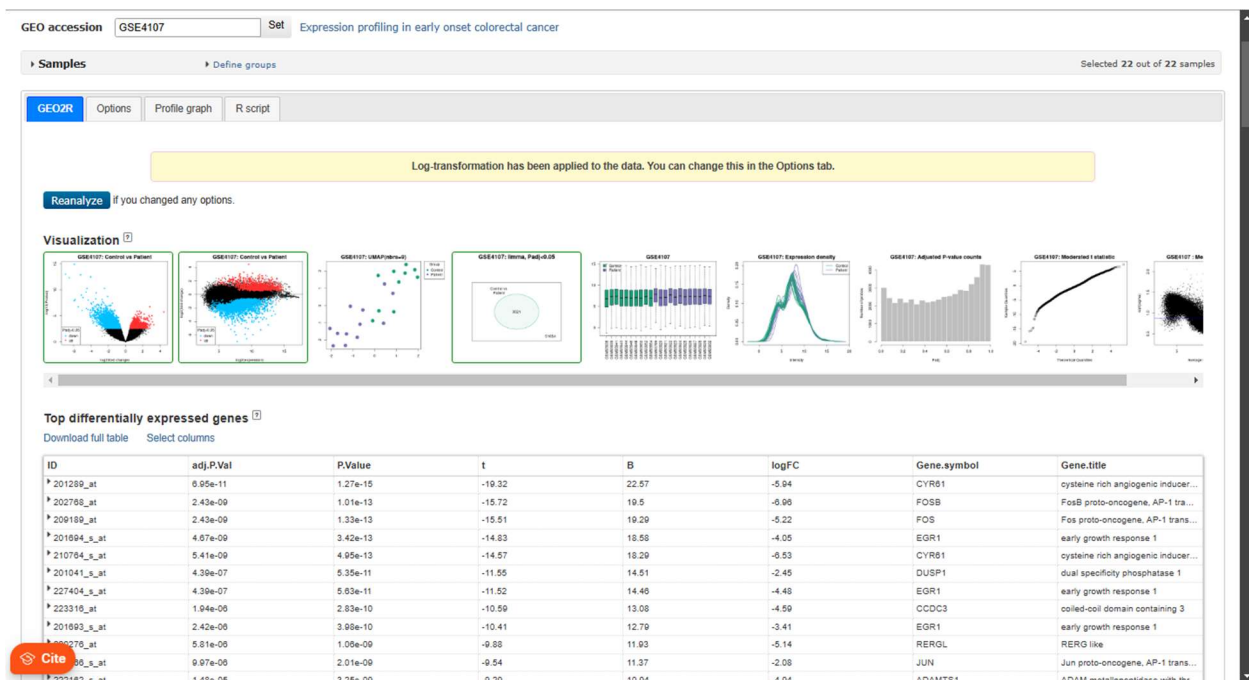 GEO accession GSE4107 Set Expression profiling in early onset colorectal cancer
Samples Define groups Selected 22 out of 22 samples
GEO2R Options Profile graph R script
Log-transformation has been applied to the data. You can change this in the Options tab.
Reanalyze if you changed any options.
Visualization ?
GSE4107: Control vs Patient GSE4107: Control vs Patient GSE4107: UMAP(nbrs=9) GSE4107: limma, Padj<0.05 GSE4107 GSE4107: Expression density GSE4107: Adjusted P-value counts GSE4107: Moderated t statistic GSE4107: Me
Top differentially expressed genes ?
Download full table Select columns
ID adj.P.Val P.Value t B logFC Gene.symbol Gene.title
201289_at 6.95e-11 1.27e-15 -19.32 22.57 -5.94 CYR61 cysteine rich angiogenic inducer...
202768_at 2.43e-09 1.01e-13 -15.72 19.5 -6.96 FOSB FosB proto-oncogene, AP-1 tra...
209189_at 2.43e-09 1.33e-13 -15.51 19.29 -5.22 FOS Fos proto-oncogene, AP-1 trans...
201694_s_at 4.67e-09 3.42e-13 -14.83 18.58 -4.05 EGR1 early growth response 1
210764_s_at 5.41e-09 4.95e-13 -14.57 18.29 -6.53 CYR61 cysteine rich angiogenic inducer...
201041_s_at 4.39e-07 5.35e-11 -11.55 14.51 -2.45 DUSP1 dual specificity phosphatase 1
227404_s_at 4.39e-07 5.63e-11 -11.52 14.46 -4.48 EGR1 early growth response 1
223316_at 1.94e-06 2.83e-10 -10.59 13.08 -4.59 CCDC3 coiled-coil domain containing 3
201693_s_at 2.42e-06 3.98e-10 -10.41 12.79 -3.41 EGR1 early growth response 1
276_at 5.81e-06 1.06e-09 -9.88 11.93 -5.14 RERGL RERG like
Cite 66_s_at 9.97e-06 2.01e-09 -9.54 11.37 -2.08 JUN Jun proto-oncogene, AP-1 trans...